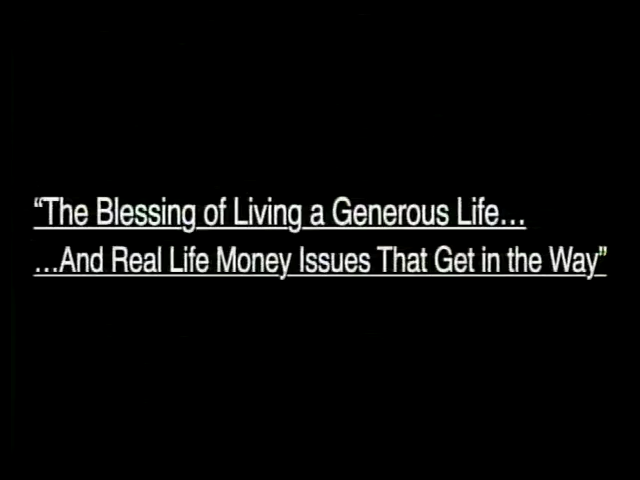 “The Blessing of Living a Generous Life…
…And Real Life Money Issues That Get in the Way”